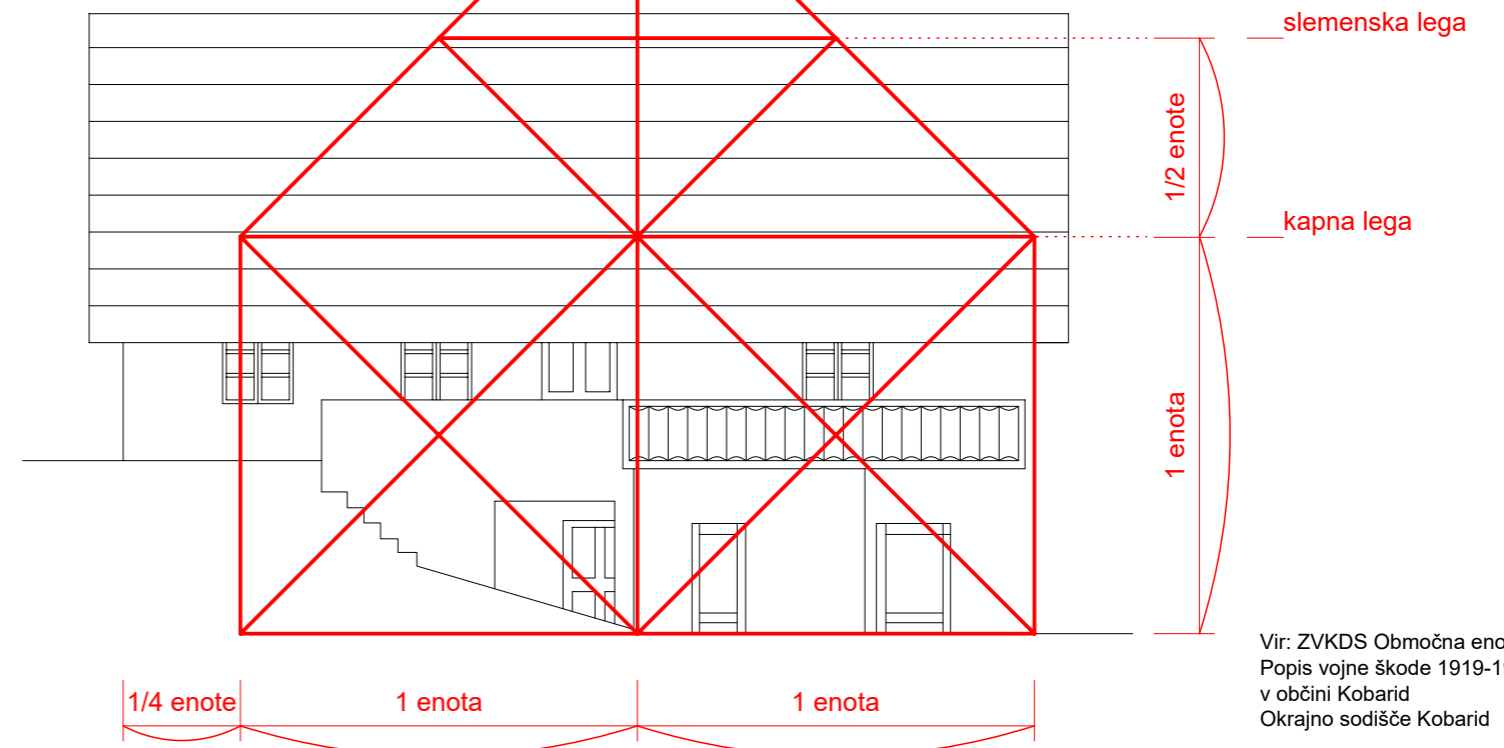 slemenska lega
1/2 enote
kapna lega
1 enota
Vir: ZVKDS Območna
Popis vojne škode
v občini Kobarid
Okrajno sodišče Kobarid
1/4 enote
1 enota
1 enota